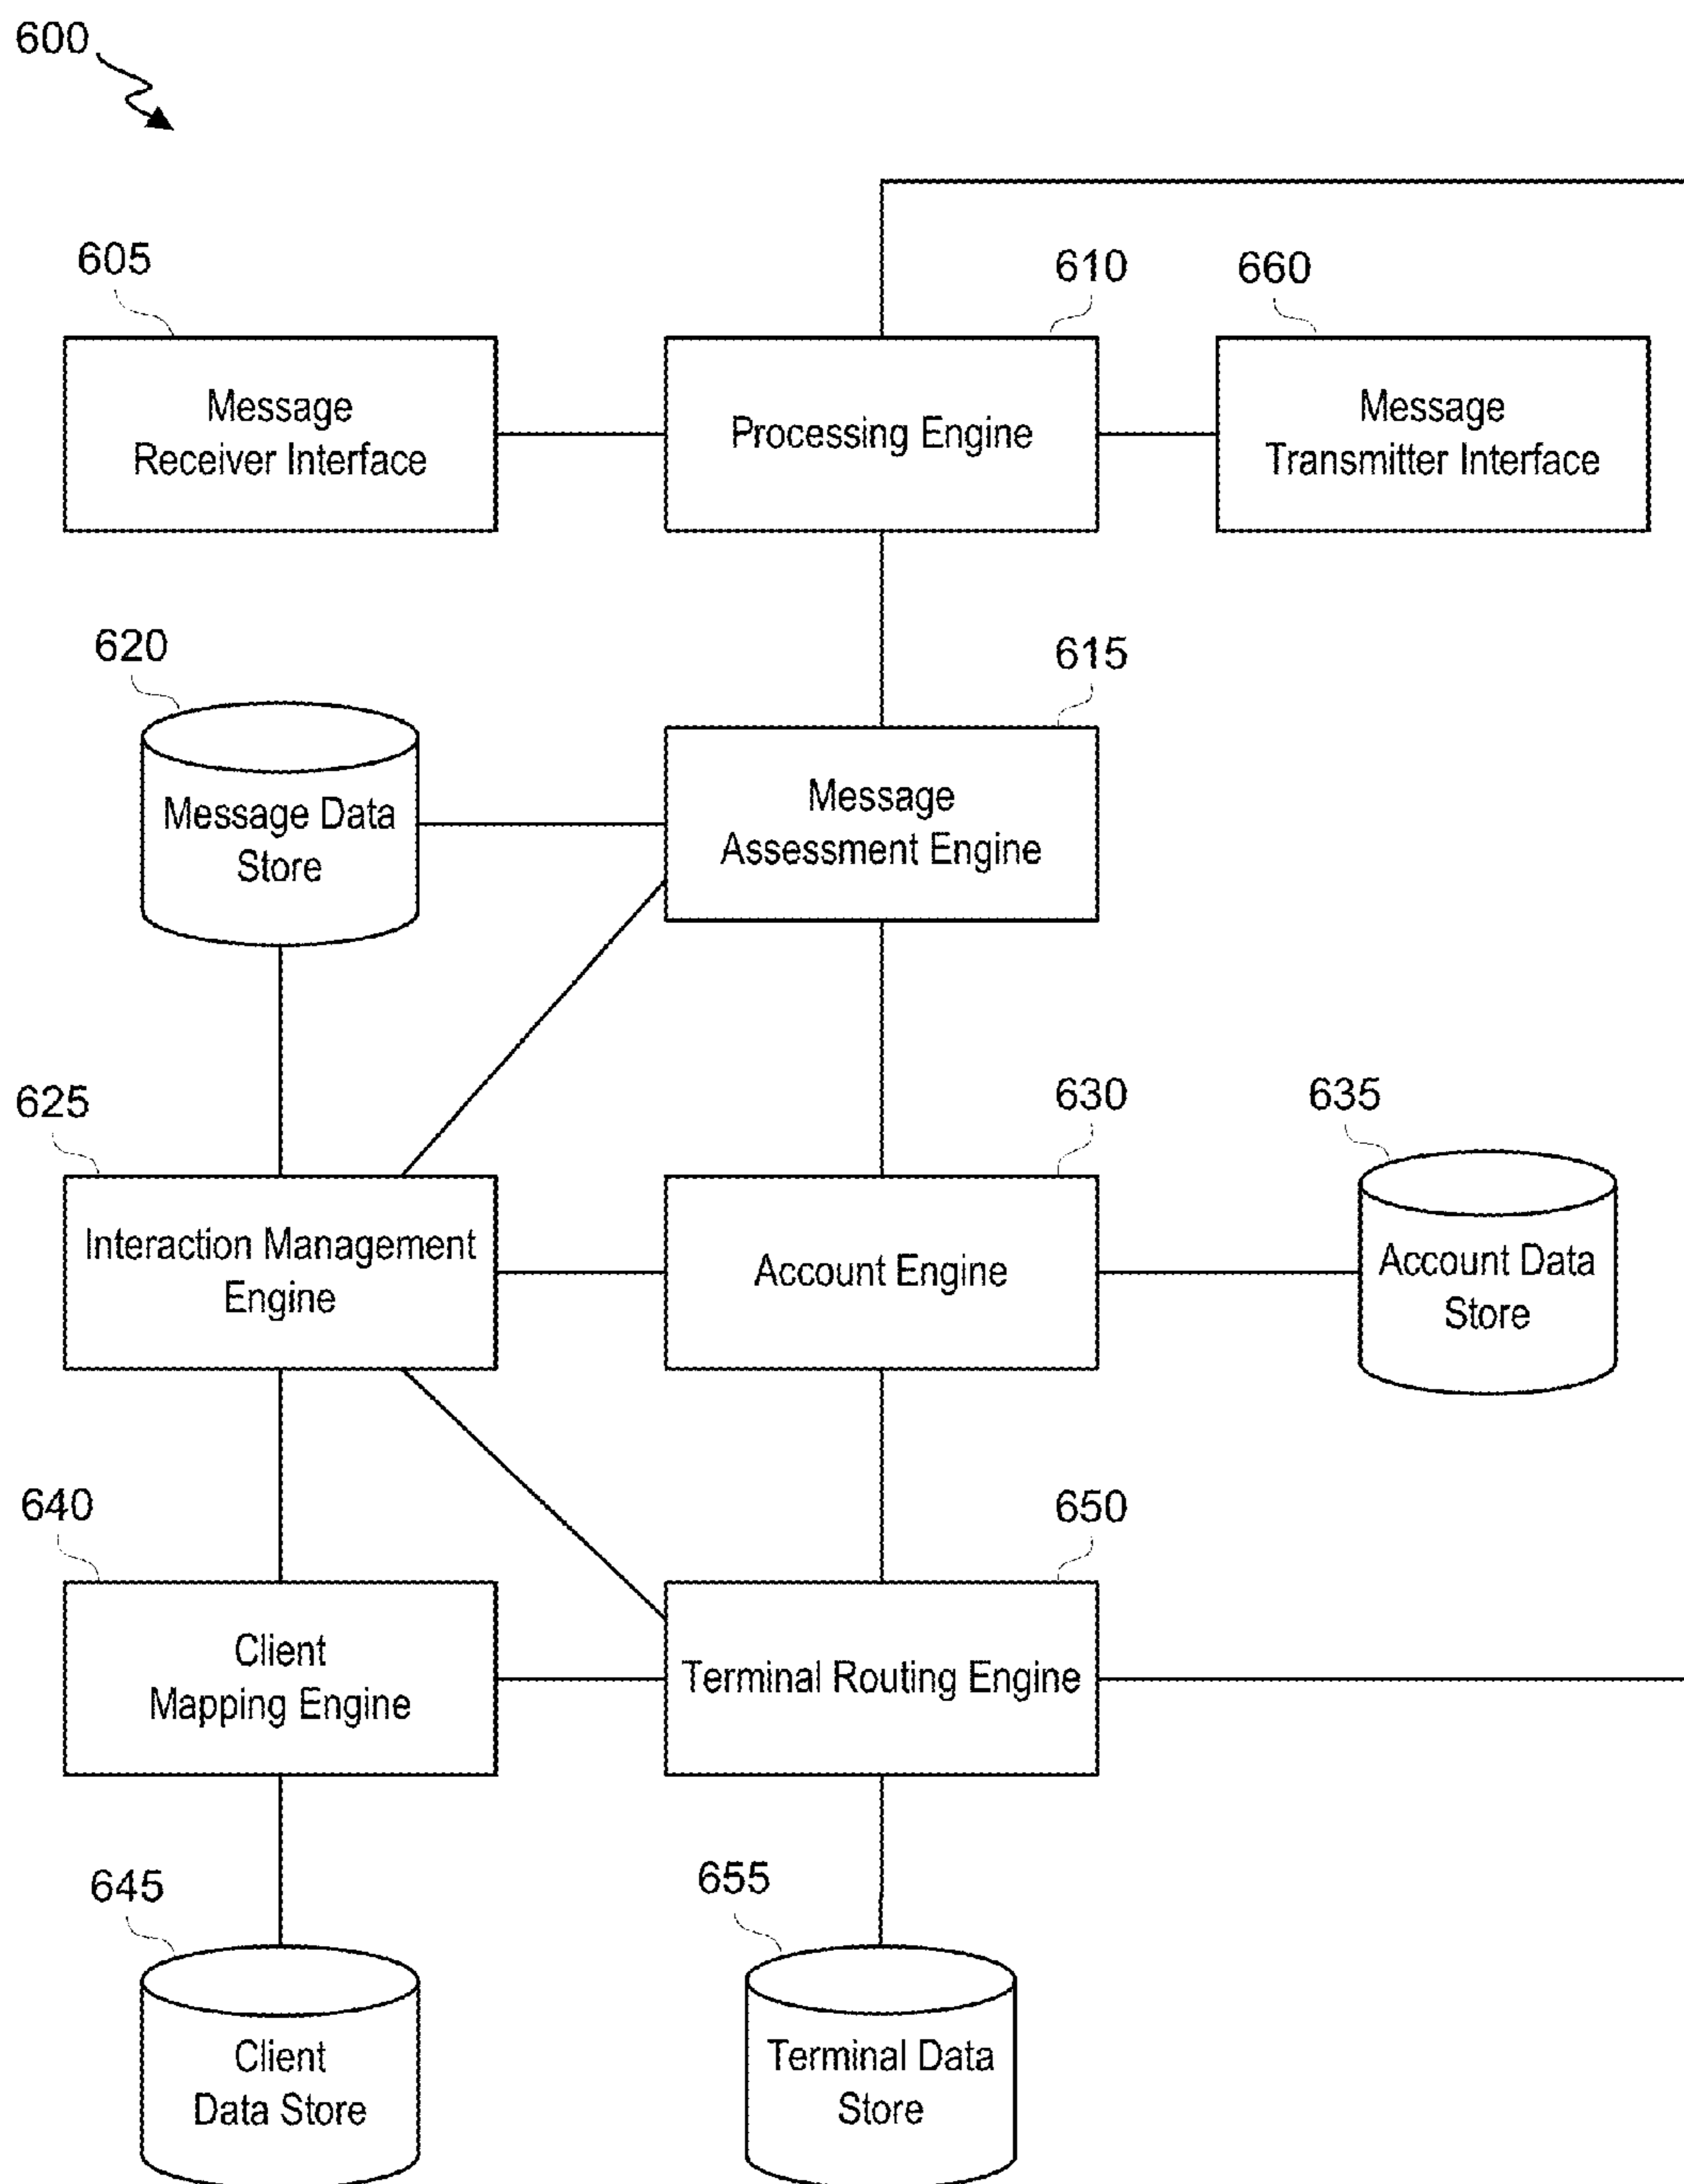 600
605
610
660
Message
Receiver Interface
Processing Engine
Message
Transmitter Interface
620
615
Message Data
Store
Message
Assessment Engine
625
630
635
Interaction Management
Engine
Account Engine
Account Data
Store
640
650
Client
Mapping Engine
Terminal Routing Engine
645
655
Client
Data Store
Terminal Data
Store